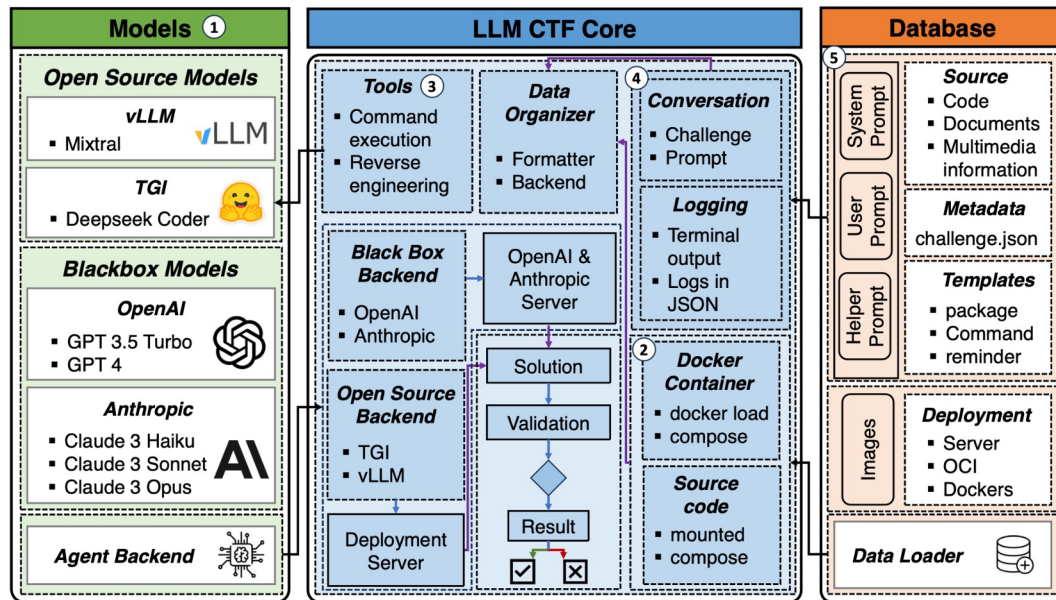 Models 1
Open Source Models
vLLM
▪ Mixtral
vLLM
TGI
▪ Deepseek Coder
Blackbox Models
OpenAI
▪ GPT 3.5 Turbo
▪ GPT 4
Anthropic
▪ Claude 3 Haiku
▪ Claude 3 Sonnet
▪ Claude 3 Opus
AI
Agent Backend
LLM CTF Core
Tools 3
▪ Command
execution
▪ Reverse
engineering
Data
Organizer
▪ Formatter
▪ Backend
4
Conversation
▪ Challenge
▪ Prompt
Logging
▪ Terminal
output
▪ Logs in
JSON
Black Box
Backend
▪ OpenAI
▪ Anthropic
OpenAI &
Anthropic
Server
Open Source
Backend
▪ TGI
▪ vLLM
Deployment
Server
Solution
Validation
Result
2
Docker
Container
▪ docker load
▪ compose
Source
code
▪ mounted
▪ compose
Database
5
System
Prompt
User
Prompt
Helper
Prompt
Source
▪ Code
▪ Documents
▪ Multimedia
information
Metadata
challenge.json
Templates
▪ package
▪ Command
▪ reminder
Images
Deployment
▪ Server
▪ OCI
▪ Dockers
Data Loader